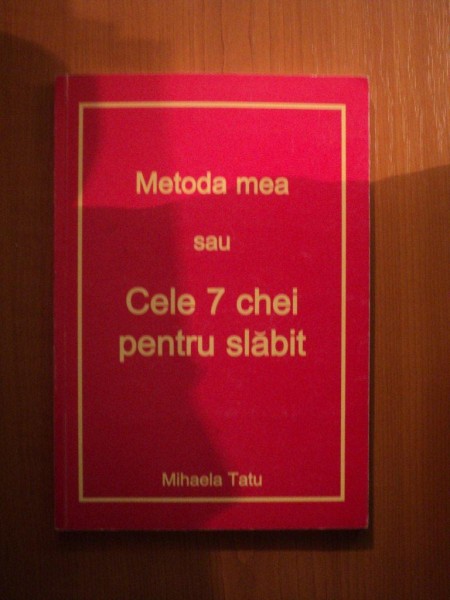 Metoda mea
sau
Cele 7 chei
pentru slăbit
Mihaela Tatu